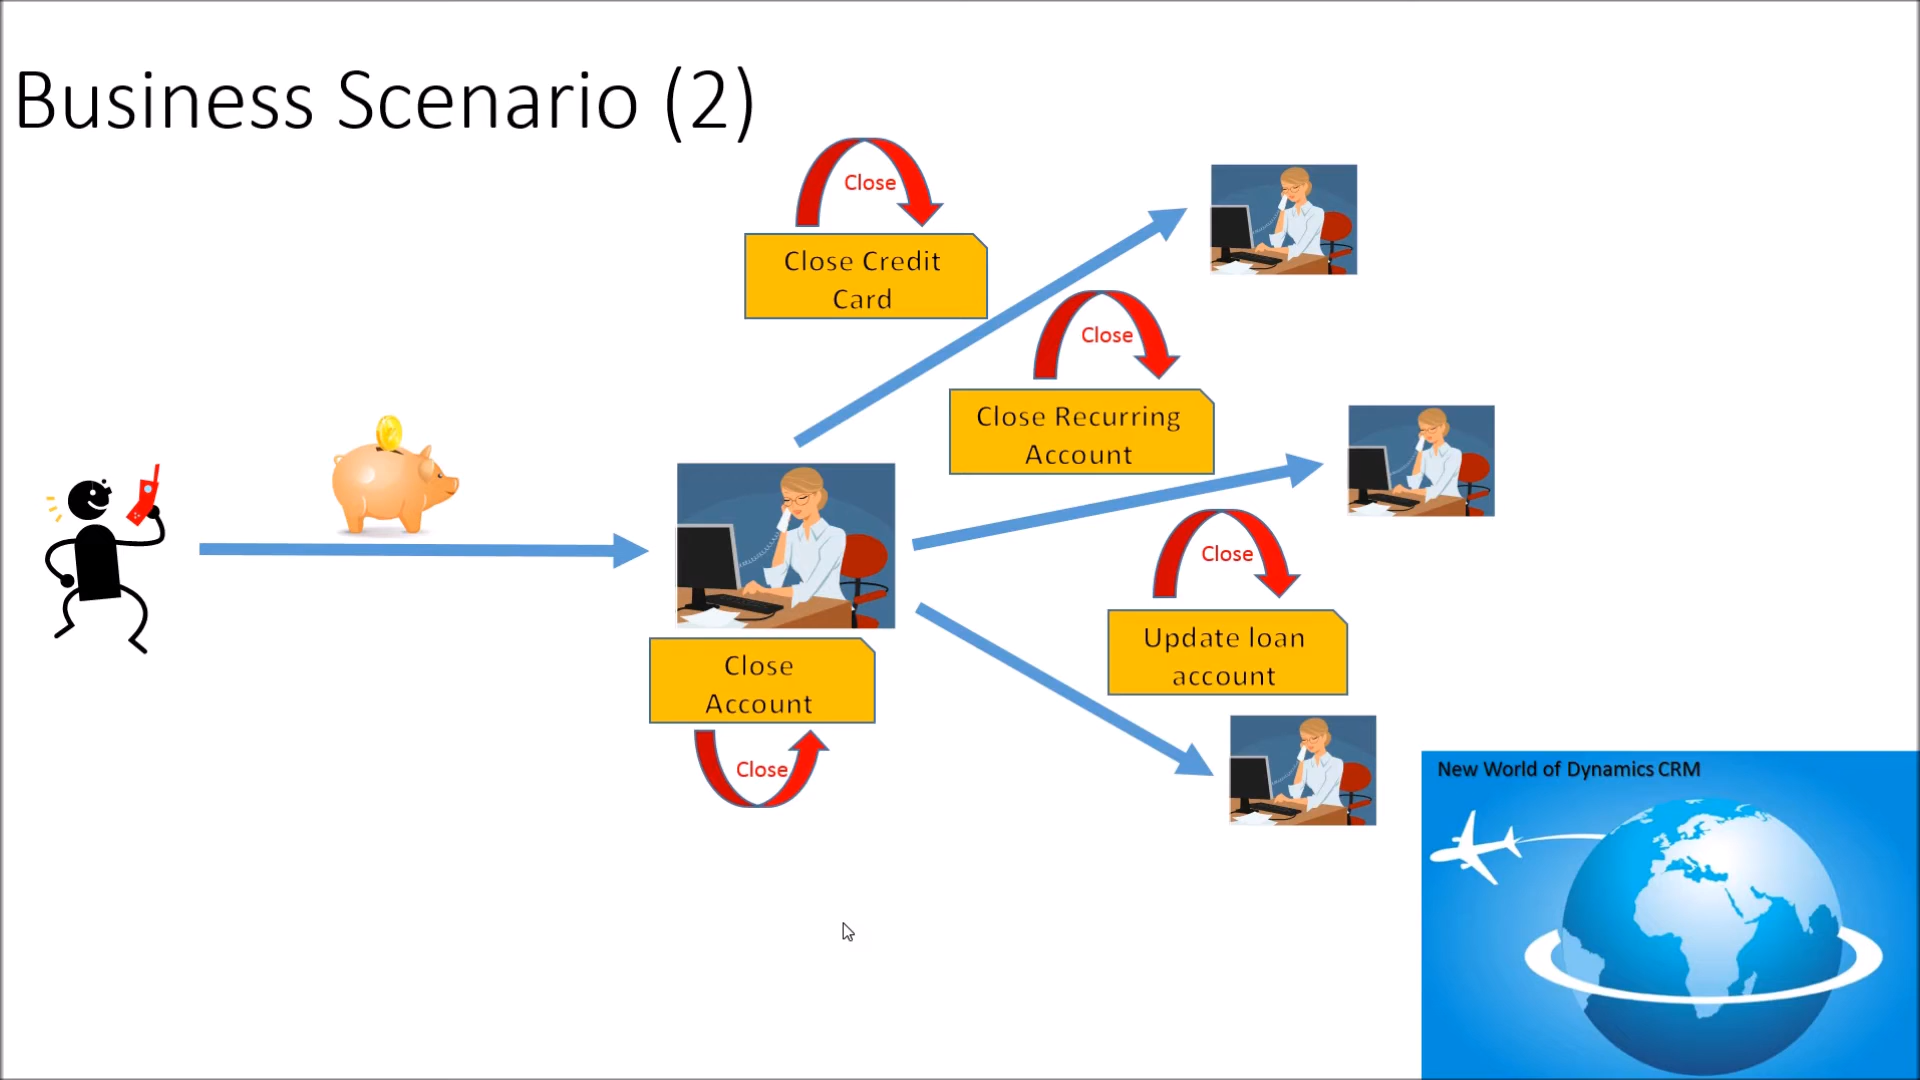 Business Scenario (2)
Close
Close Credit
Card
Close
Close Recurring
Account
Close
Update loan
account
Close
Account
Close
New World of Dynamics CRM